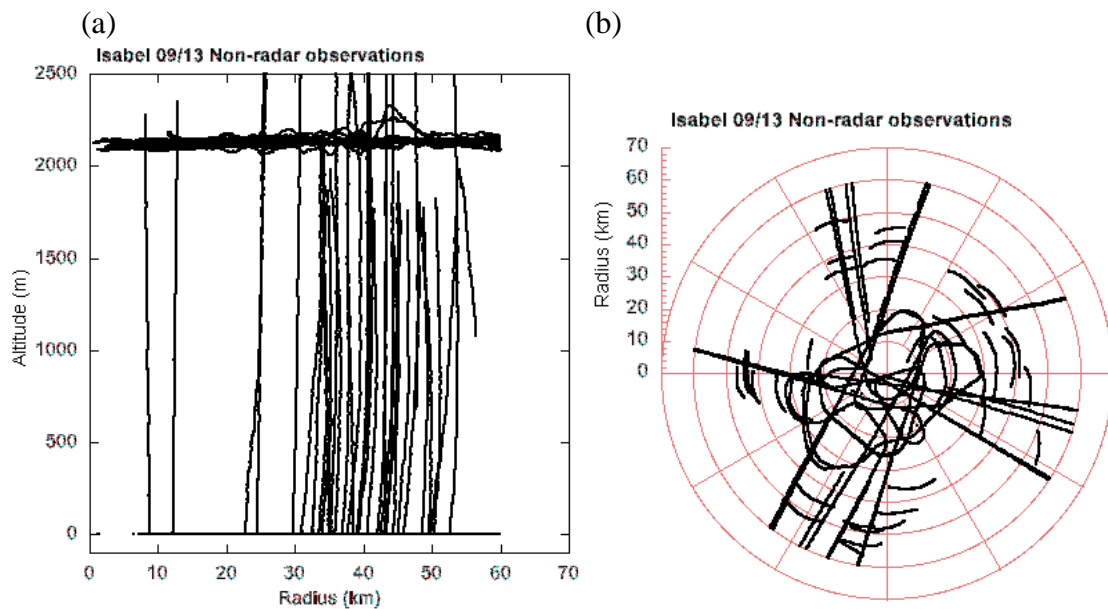 (a)
Isabel 09/13 Non-radar observations
2500
2000
1500
1000
500
0
Altitude (m)
0 10 20 30 40 50 60 70
Radius (km)
(b)
Isabel 09/13 Non-radar observations
70
60
50
40
30
20
10
0
Radius (km)